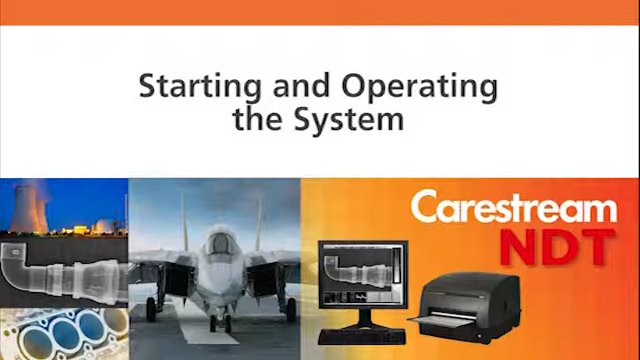 Starting and Operating
the System
Carestream
NDT